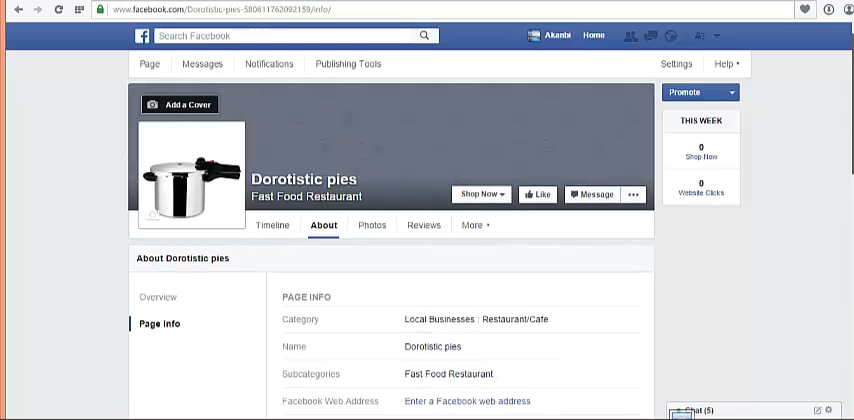 www.facebook.com/Dorotistic-pies-580611762092159/info/
Search Facebook
Akanbi Home
Page Messages Notifications Publishing Tools Settings Help
Add a Cover
Promote
THIS WEEK
0
Shop Now
0
Website Clicks
Dorotistic pies
Fast Food Restaurant
Shop Now Like Message
Timeline About Photos Reviews More
About Dorotistic pies
Overview
Page Info
PAGE INFO
Category Local Businesses : Restaurant/Cafe
Name Dorotistic pies
Subcategories Fast Food Restaurant
Facebook Web Address Enter a Facebook web address
Chat (5)